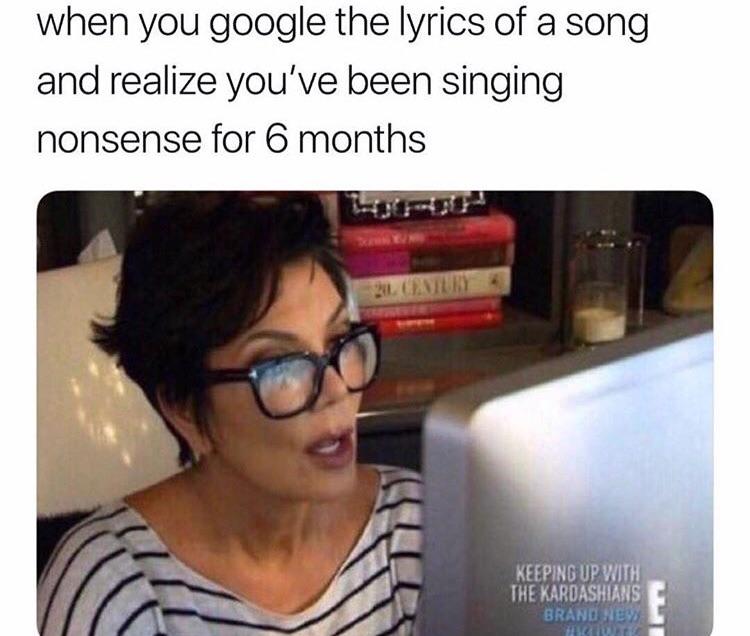 when you google the lyrics of a song
and realize you've been singing
nonsense for 6 months
20. CENTURY
KEEPING UP WITH
THE KARDASHIANS
E
BRAND NEW